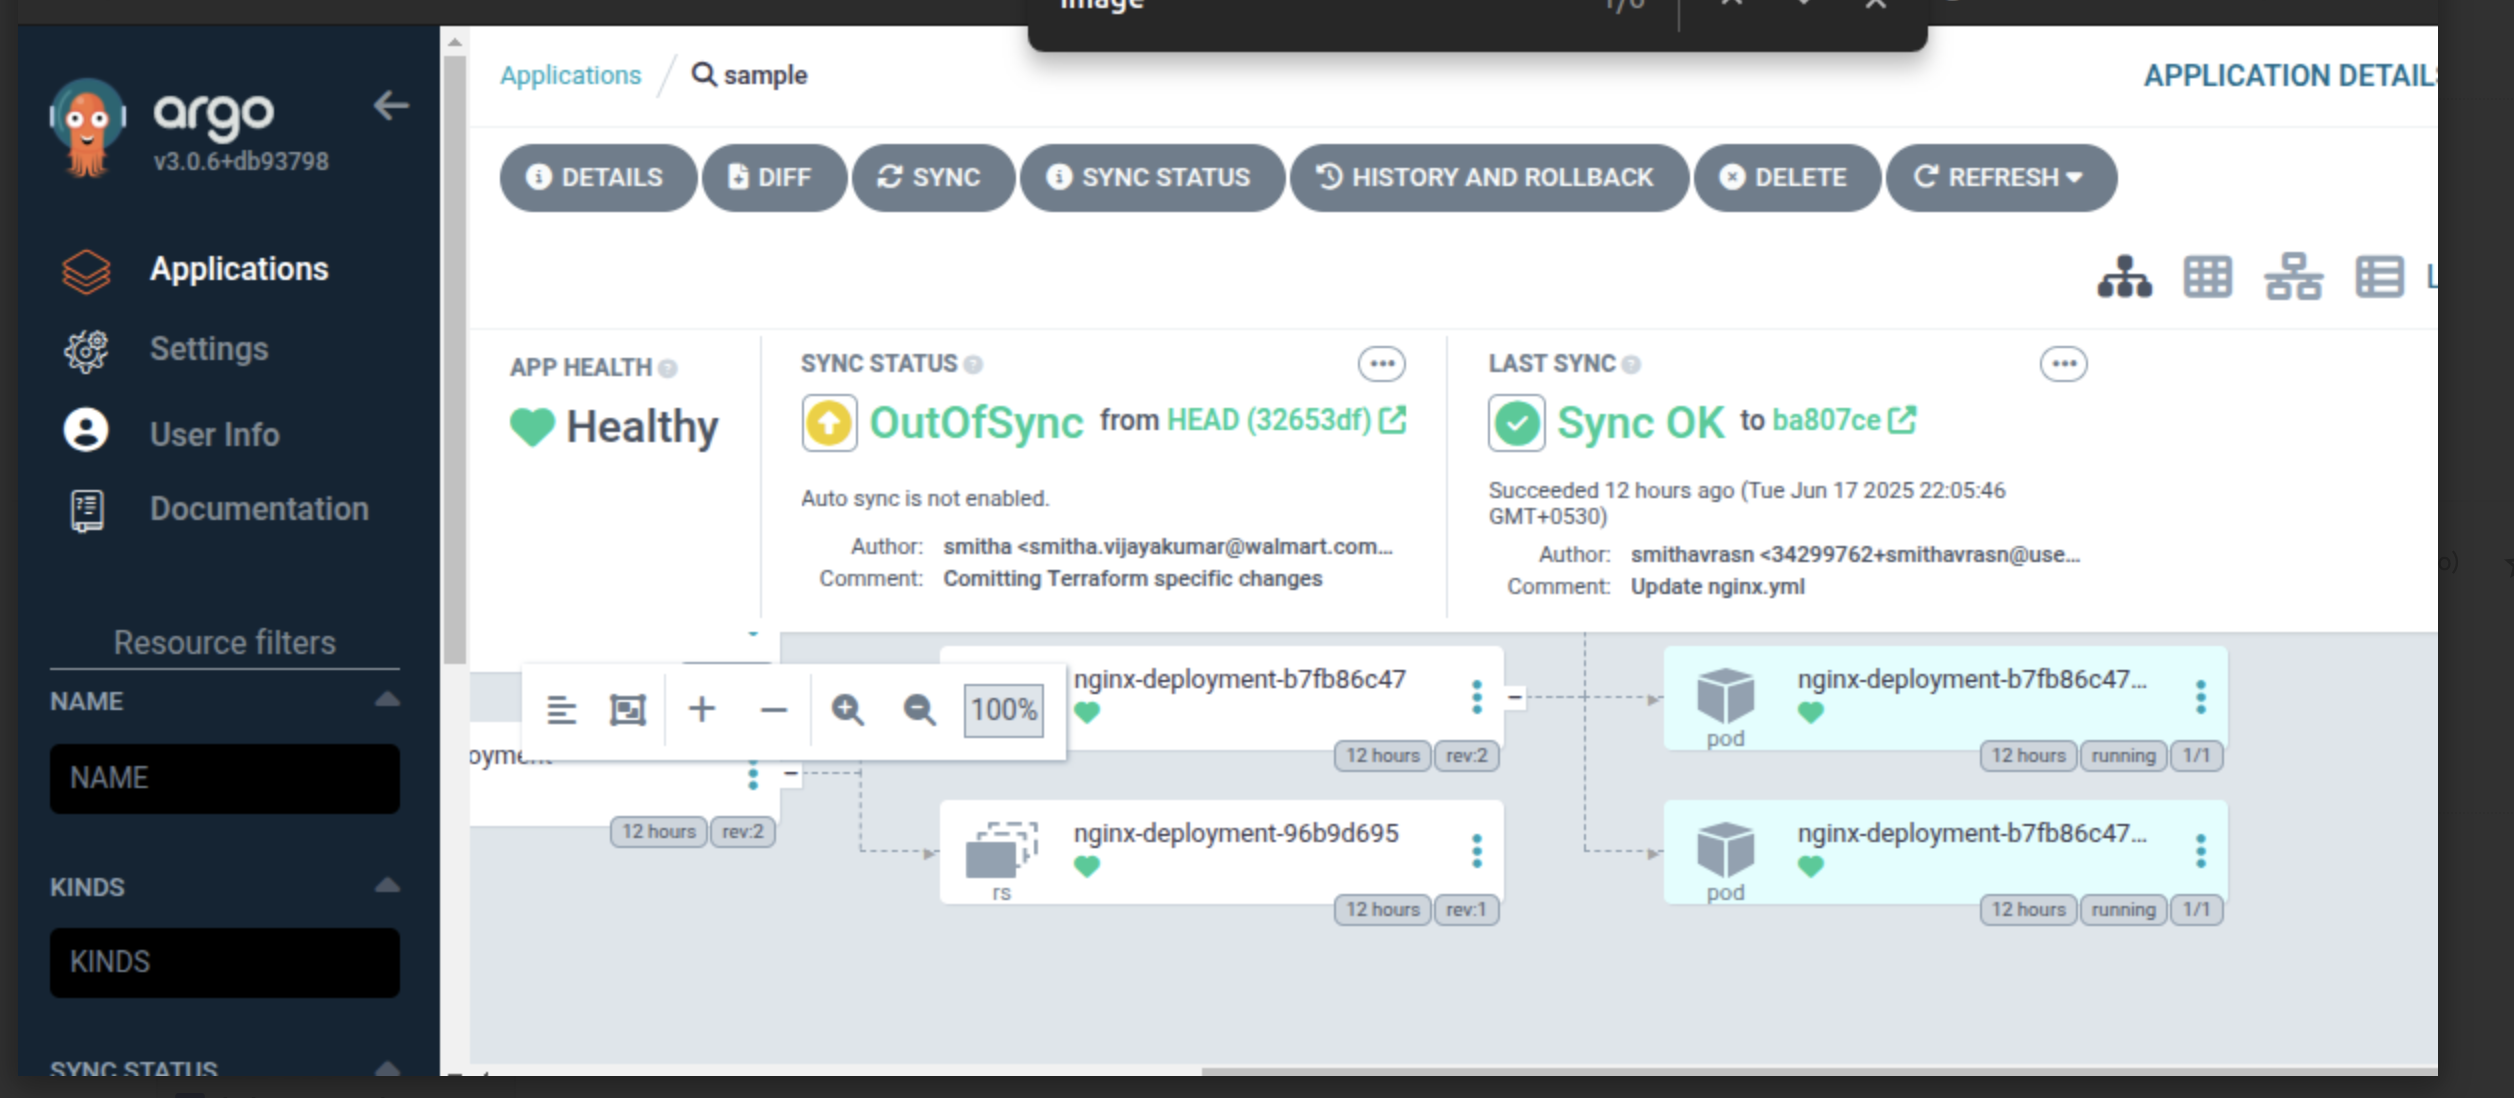 image
argo
v3.0.6+db93798
Applications
Settings
User Info
Documentation
Resource filters
NAME
NAME
KINDS
KINDS
SYNC STATUS
Applications / sample
APPLICATION DETAILS
DETAILS DIFF SYNC SYNC STATUS HISTORY AND ROLLBACK DELETE REFRESH
L
APP HEALTH
Healthy
SYNC STATUS
OutOfSync from HEAD (32653df)
Auto sync is not enabled.
Author: smitha <smitha.vijayakumar@walmart.com...
Comment: Comitting Terraform specific changes
LAST SYNC
Sync OK to ba807ce
Succeeded 12 hours ago (Tue Jun 17 2025 22:05:46
GMT+0530)
Author: smithavrasn <34299762+smithavrasn@use...
Comment: Update nginx.yml
100%
oyment
12 hours rev:2
nginx-deployment-b7fb86c47
12 hours rev:2
rs
nginx-deployment-96b9d695
12 hours rev:1
pod
nginx-deployment-b7fb86c47...
12 hours running 1/1
pod
nginx-deployment-b7fb86c47...
12 hours running 1/1